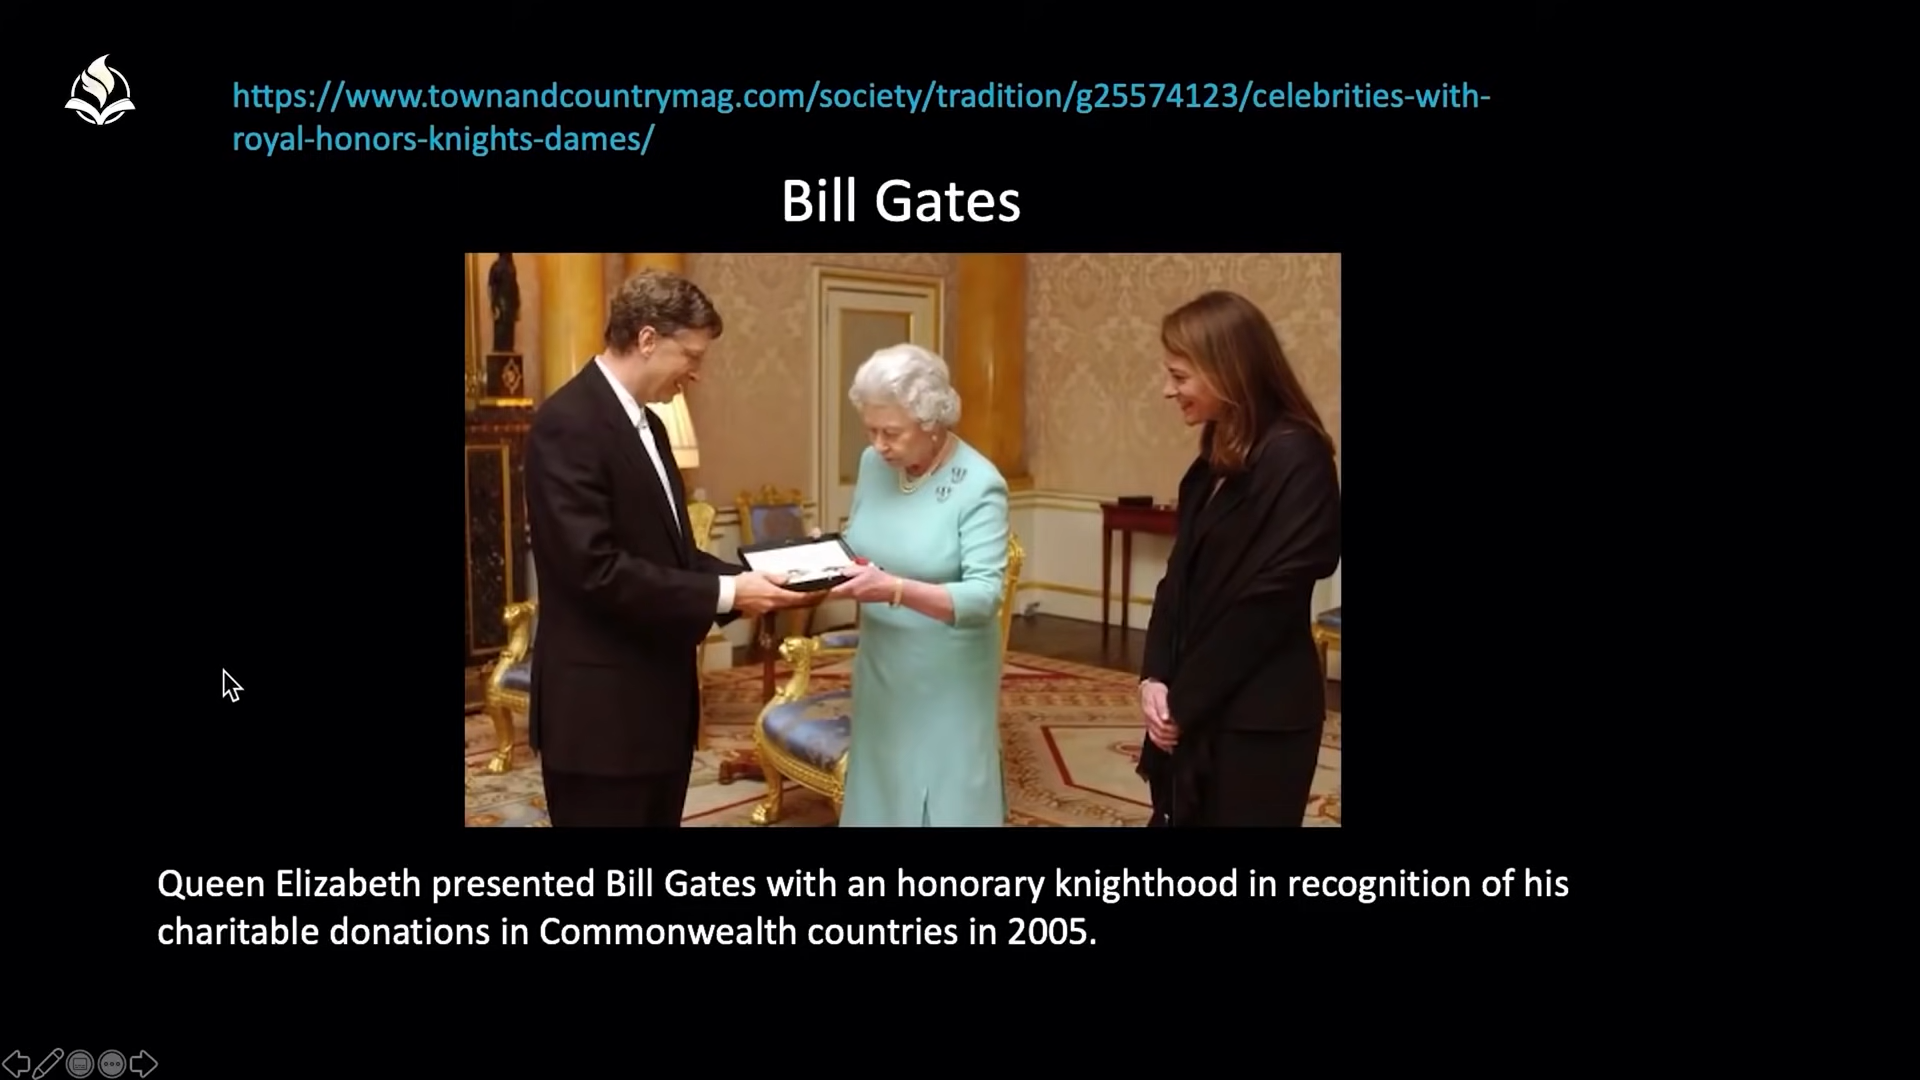 https://www.townandcountrymag.com/society/tradition/g25574123/celebrities-with-
royal-honors-knights-dames/
Bill Gates
Queen Elizabeth presented Bill Gates with an honorary knighthood in recognition of his
charitable donations in Commonwealth countries in 2005.